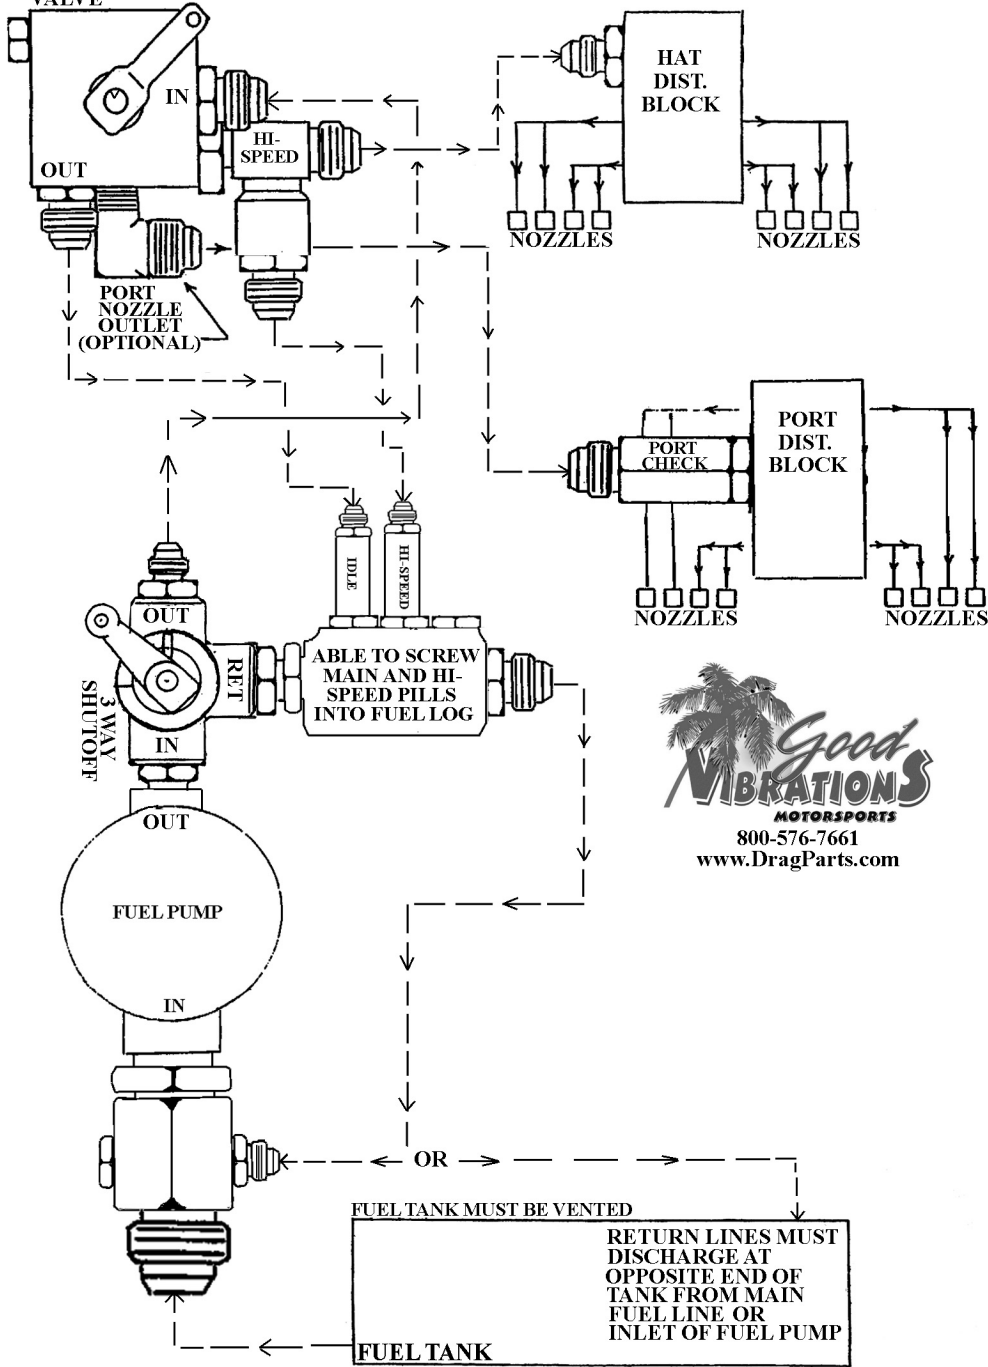 VALVE
IN
OUT
HI-
SPEED
PORT
NOZZLE
OUTLET
(OPTIONAL)
HAT
DIST.
BLOCK
NOZZLES
NOZZLES
PORT
CHECK
PORT
DIST.
BLOCK
NOZZLES
NOZZLES
IDLE
HI-SPEED
OUT
RET
IN
3 WAY
SHUTOFF
ABLE TO SCREW
MAIN AND HI-
SPEED PILLS
INTO FUEL LOG
Good
VIBRATIONS
MOTORSPORTS
800-576-7661
www.DragParts.com
OUT
FUEL PUMP
IN
OR
FUEL TANK MUST BE VENTED
RETURN LINES MUST
DISCHARGE AT
OPPOSITE END OF
TANK FROM MAIN
FUEL LINE OR
INLET OF FUEL PUMP
FUEL TANK